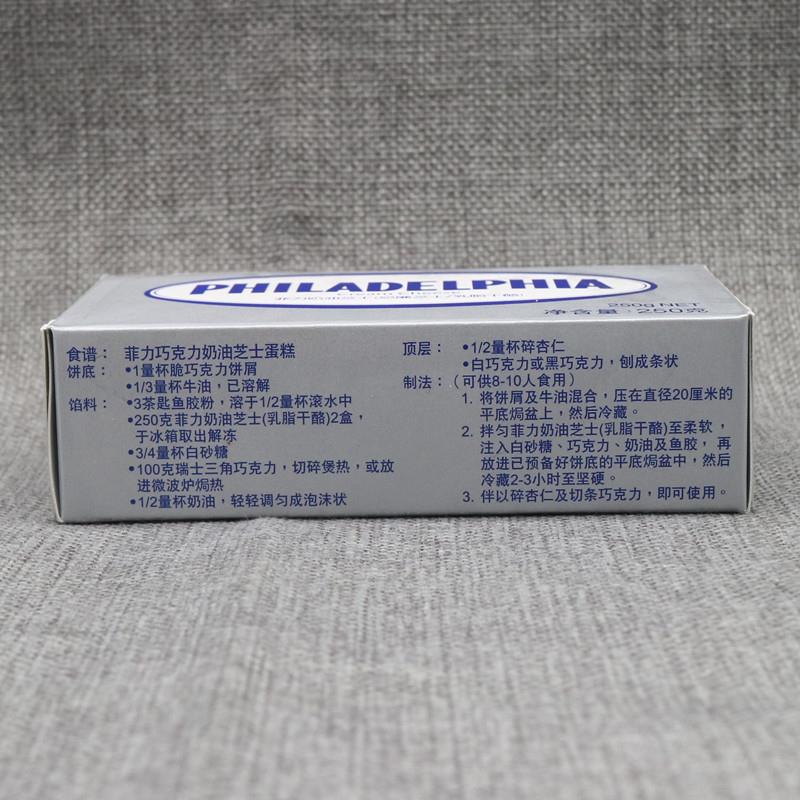 PHILADELPHIA
250g NET
净含量：250克
食谱： 菲力巧克力奶油芝士蛋糕
饼底： •1量杯脆巧克力饼屑
•1/3量杯牛油，已溶解
馅料： •3茶匙鱼胶粉，溶于1/2量杯滚水中
•250克菲力奶油芝士(乳脂干酪)2盒，
于冰箱取出解冻
•3/4量杯白砂糖
•100克瑞士三角巧克力，切碎煲热，或放
进微波炉焗热
•1/2量杯奶油，轻轻调匀成泡沫状
顶层： •1/2量杯碎杏仁
•白巧克力或黑巧克力，刨成条状
制法：（可供8-10人食用）
1. 将饼屑及牛油混合，压在直径20厘米的
平底焗盆上，然后冷藏。
2. 拌匀菲力奶油芝士(乳脂干酪)至柔软，
注入白砂糖、巧克力、奶油及鱼胶，再
放进已预备好饼底的平底焗盆中，然后
冷藏2-3小时至坚硬。
3. 伴以碎杏仁及切条巧克力，即可使用。